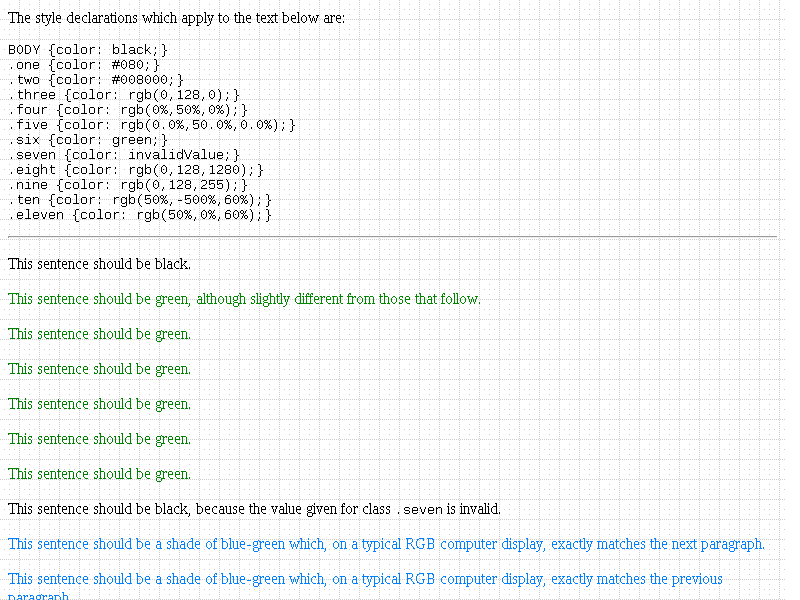 The style declarations which apply to the text below are:
BODY {color: black;}
.one {color: #080;}
.two {color: #008000;}
.three {color: rgb(0,128,0);}
.four {color: rgb(0%,50%,0%);}
.five {color: rgb(0.0%,50.0%,0.0%);}
.six {color: green;}
.seven {color: invalidValue;}
.eight {color: rgb(0,128,1280);}
.nine {color: rgb(0,128,255);}
.ten {color: rgb(50%,-500%,60%);}
.eleven {color: rgb(50%,0%,60%);}
This sentence should be black.
This sentence should be green, although slightly different from those that follow.
This sentence should be green.
This sentence should be green.
This sentence should be green.
This sentence should be green.
This sentence should be green.
This sentence should be black, because the value given for class .seven is invalid.
This sentence should be a shade of blue-green which, on a typical RGB computer display, exactly matches the next paragraph.
This sentence should be a shade of blue-green which, on a typical RGB computer display, exactly matches the previous
paragraph.